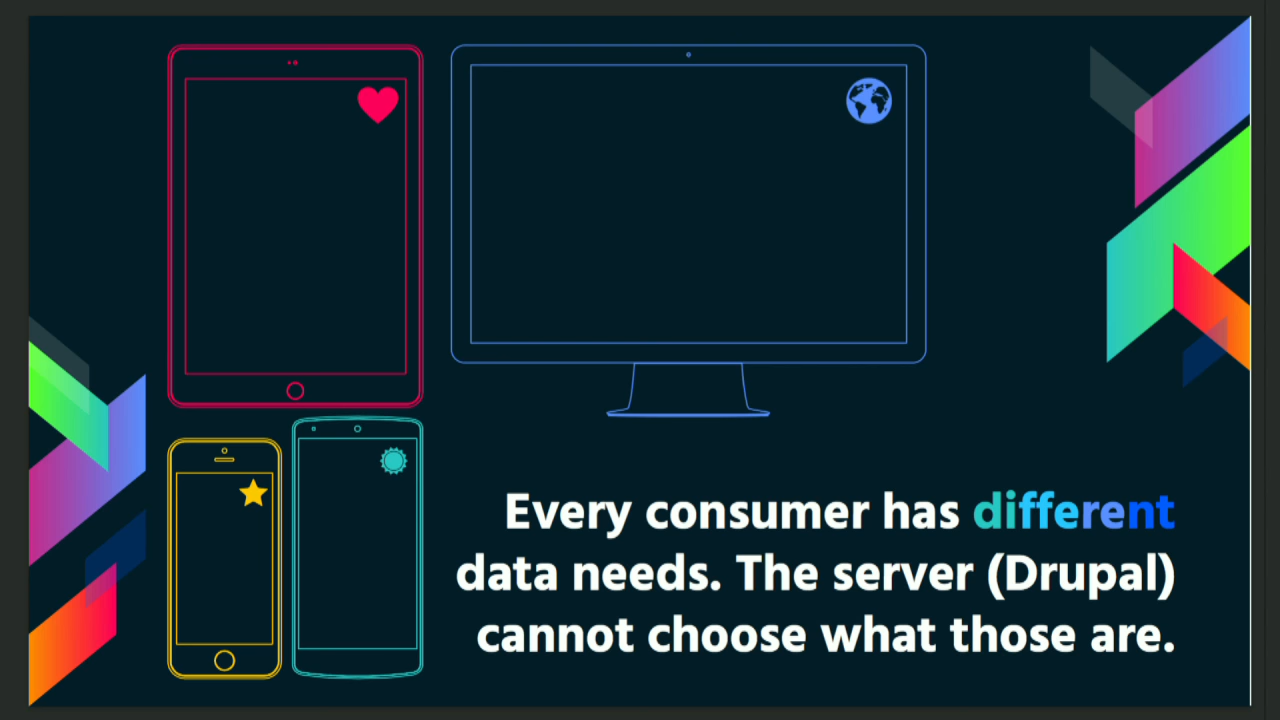 Every consumer has different
data needs. The server (Drupal)
cannot choose what those are.